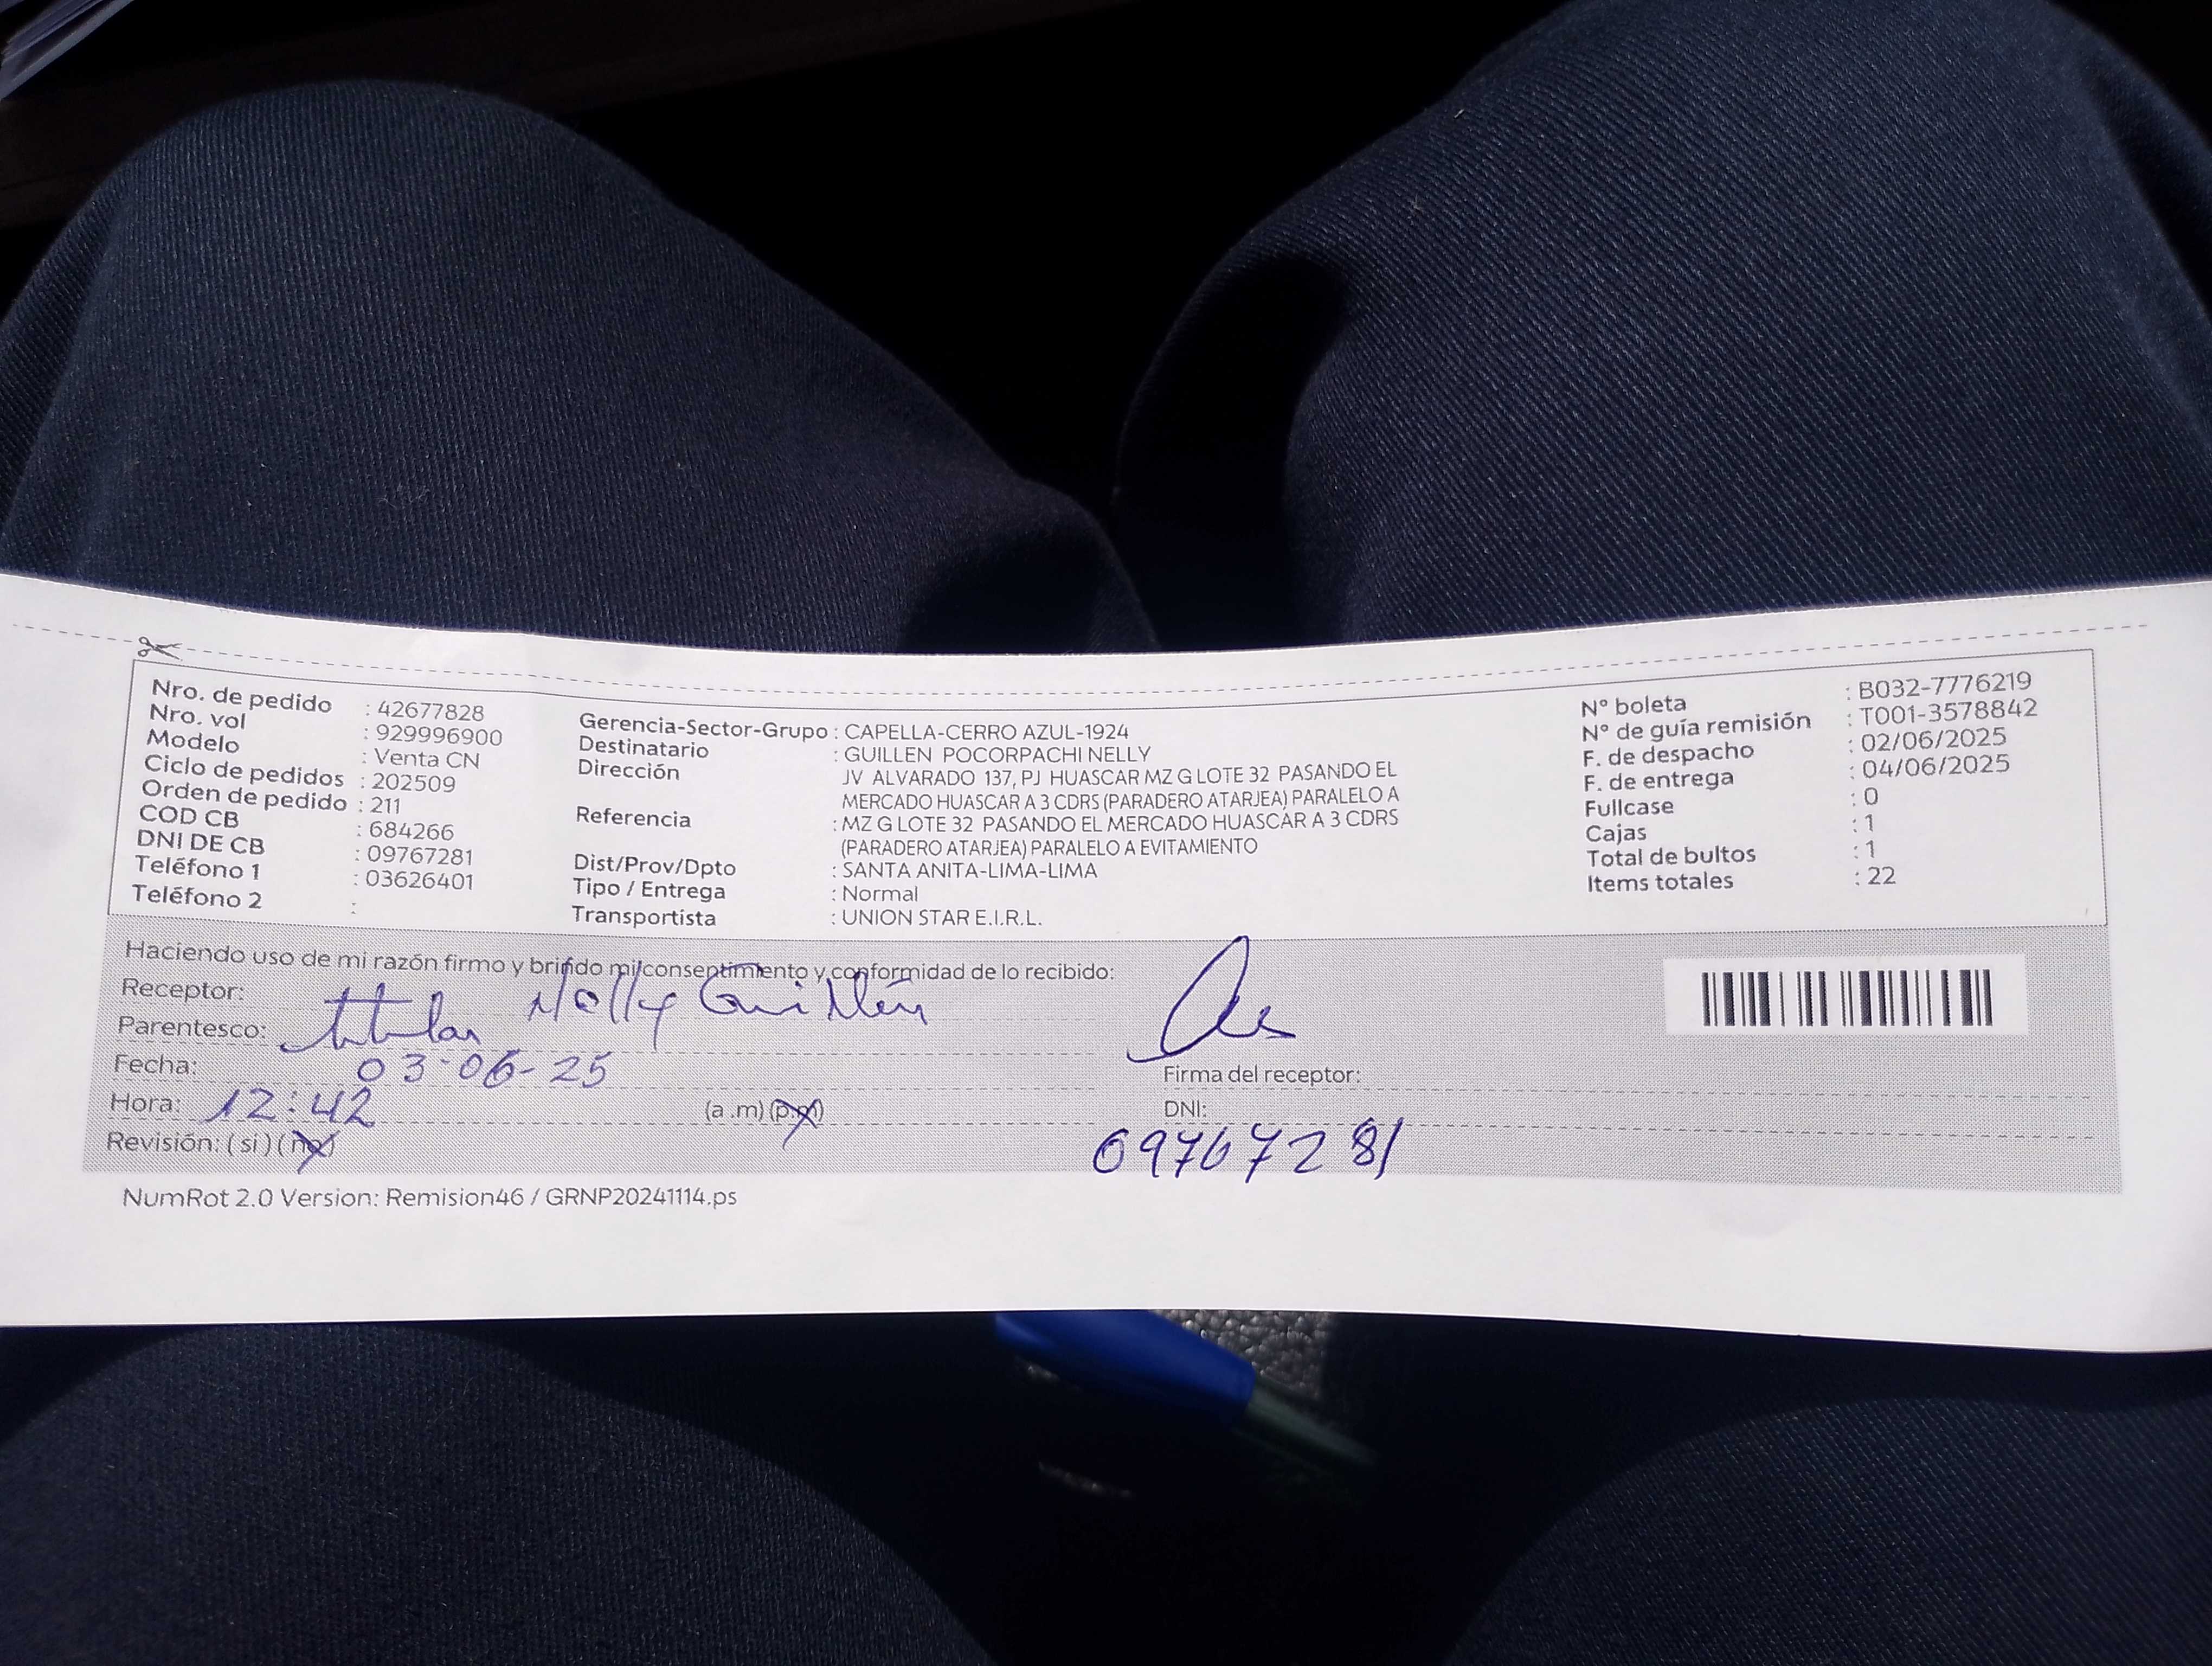 Nro. de pedido : 42677828
Nro. vol : 929996900
Modelo : Venta CN
Ciclo de pedidos : 202509
Orden de pedido : 211
COD CB : 684266
DNI DE CB : 09767281
Teléfono 1 : 03626401
Teléfono 2 :
Gerencia-Sector-Grupo : CAPELLA-CERRO AZUL-1924
Destinatario : GUILLEN POCORPACHI NELLY
Dirección JV ALVARADO 137, PJ HUASCAR MZ G LOTE 32 PASANDO EL
MERCADO HUASCAR A 3 CDRS (PARADERO ATARJEA) PARALELO A
Referencia : MZ G LOTE 32 PASANDO EL MERCADO HUASCAR A 3 CDRS
(PARADERO ATARJEA) PARALELO A EVITAMIENTO
Dist/Prov/Dpto : SANTA ANITA-LIMA-LIMA
Tipo / Entrega : Normal
Transportista : UNION STAR E.I.R.L.
N° boleta : B032-7776219
N° de guía remisión : T001-3578842
F. de despacho : 02/06/2025
F. de entrega : 04/06/2025
Fullcase : 0
Cajas : 1
Total de bultos : 1
Items totales : 22
Haciendo uso de mi razón firmo y brindo mi consentimiento y conformidad de lo recibido:
Receptor: Nelly Guillén
Parentesco: titular
Fecha: 03-06-25
Hora: 12:42 (a .m) (p.m)
Revisión: ( si ) ( no)
Firma del receptor:
DNI:
09767281
NumRot 2.0 Version: Remision46 / GRNP20241114.ps